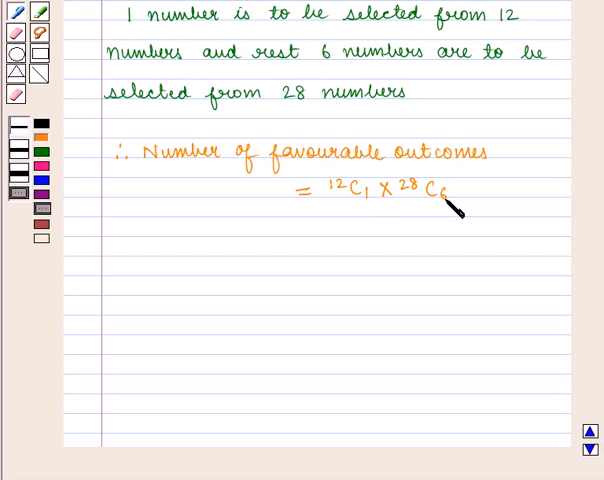 1 number is to be selected from 12
numbers and rest 6 numbers are to be
selected from 28 numbers
∴ Number of favourable outcomes
= ¹²C₁ × ²⁸C₆